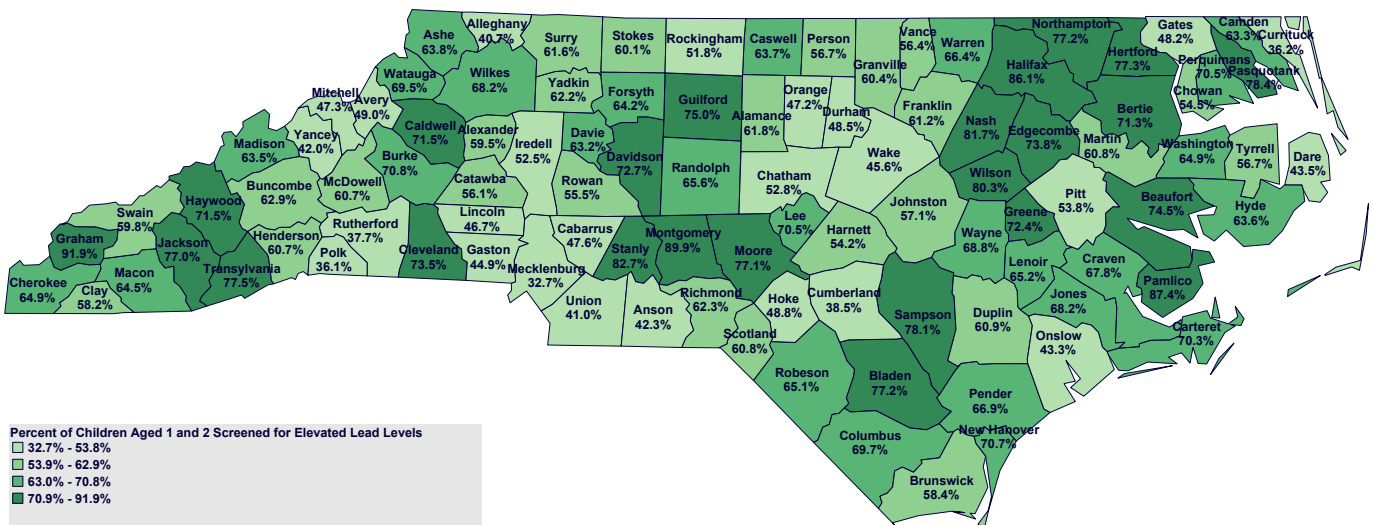 Alleghany
40.7%
Ashe
63.8%
Surry
61.6%
Stokes
60.1%
Rockingham
51.8%
Caswell
63.7%
Person
56.7%
Granville
60.4%
Vance
56.4%
Warren
66.4%
Northampton
77.2%
Gates
48.2%
Camden
63.3%
Currituck
36.2%
Hertford
77.3%
Perquimans
70.5%
Pasquotank
78.4%
Chowan
54.5%
Halifax
86.1%
Bertie
71.3%
Watauga
69.5%
Wilkes
68.2%
Yadkin
62.2%
Forsyth
64.2%
Guilford
75.0%
Alamance
61.8%
Orange
47.2%
Durham
48.5%
Franklin
61.2%
Nash
81.7%
Edgecombe
73.8%
Martin
60.8%
Washington
64.9%
Tyrrell
56.7%
Dare
43.5%
Mitchell
47.3%
Avery
49.0%
Caldwell
71.5%
Alexander
59.5%
Iredell
52.5%
Davie
63.2%
Davidson
72.7%
Randolph
65.6%
Chatham
52.8%
Wake
45.6%
Wilson
80.3%
Pitt
53.8%
Beaufort
74.5%
Hyde
63.6%
Madison
63.5%
Yancey
42.0%
Burke
70.8%
Catawba
56.1%
Rowan
55.5%
Johnston
57.1%
Greene
72.4%
Haywood
71.5%
Buncombe
62.9%
McDowell
60.7%
Lincoln
46.7%
Cabarrus
47.6%
Stanly
82.7%
Montgomery
89.9%
Moore
77.1%
Lee
70.5%
Harnett
54.2%
Wayne
68.8%
Lenoir
65.2%
Craven
67.8%
Pamlico
87.4%
Swain
59.8%
Graham
91.9%
Jackson
77.0%
Henderson
60.7%
Rutherford
37.7%
Polk
36.1%
Cleveland
73.5%
Gaston
44.9%
Mecklenburg
32.7%
Cherokee
64.9%
Clay
58.2%
Macon
64.5%
Transylvania
77.5%
Union
41.0%
Anson
42.3%
Richmond
62.3%
Scotland
60.8%
Hoke
48.8%
Cumberland
38.5%
Sampson
78.1%
Duplin
60.9%
Jones
68.2%
Onslow
43.3%
Carteret
70.3%
Robeson
65.1%
Bladen
77.2%
Pender
66.9%
Columbus
69.7%
New Hanover
70.7%
Brunswick
58.4%
Percent of Children Aged 1 and 2 Screened for Elevated Lead Levels
32.7% - 53.8%
53.9% - 62.9%
63.0% - 70.8%
70.9% - 91.9%